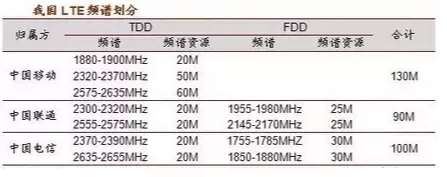 我国LTE频谱划分
归属方 TDD FDD 合计
频谱 频谱资源 频谱 频谱资源
中国移动 1880-1900MHz 20M 130M
2320-2370MHz 50M
2575-2635MHz 60M
中国联通 2300-2320MHz 20M 1955-1980MHz 25M 90M
2555-2575MHz 20M 2145-2170MHz 25M
中国电信 2370-2390MHz 20M 1755-1785MHZ 30M 100M
2635-2655MHz 20M 1850-1880MHz 30M